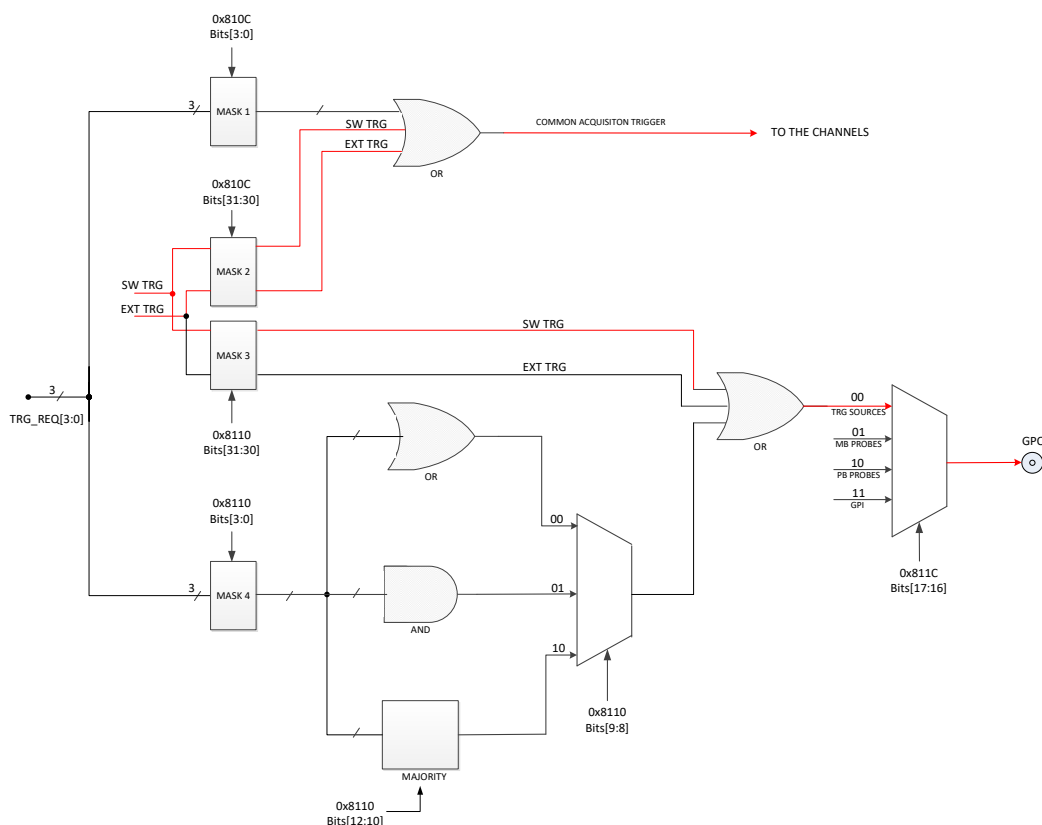 0x810C
Bits[3:0]
3
MASK 1
SW TRG
EXT TRG
OR
COMMON ACQUISITON TRIGGER
TO THE CHANNELS
0x810C
Bits[31:30]
MASK 2
SW TRG
EXT TRG
MASK 3
SW TRG
EXT TRG
0x8110
Bits[31:30]
3
TRG_REQ[3:0]
OR
OR
00
TRG SOURCES
01
MB PROBES
10
PB PROBES
11
GPI
GPO
0x811C
Bits[17:16]
0x8110
Bits[3:0]
3
MASK 4
00
01
10
AND
0x8110
Bits[9:8]
MAJORITY
0x8110
Bits[12:10]